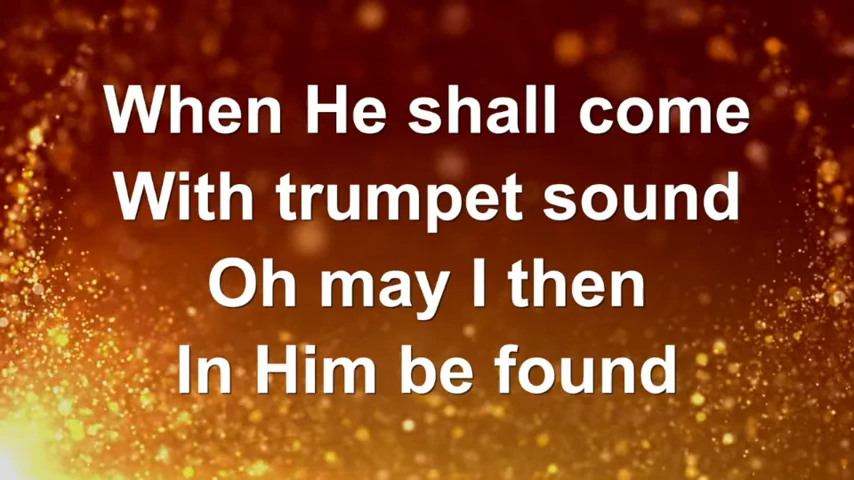 When He shall come
With trumpet sound
Oh may I then
In Him be found